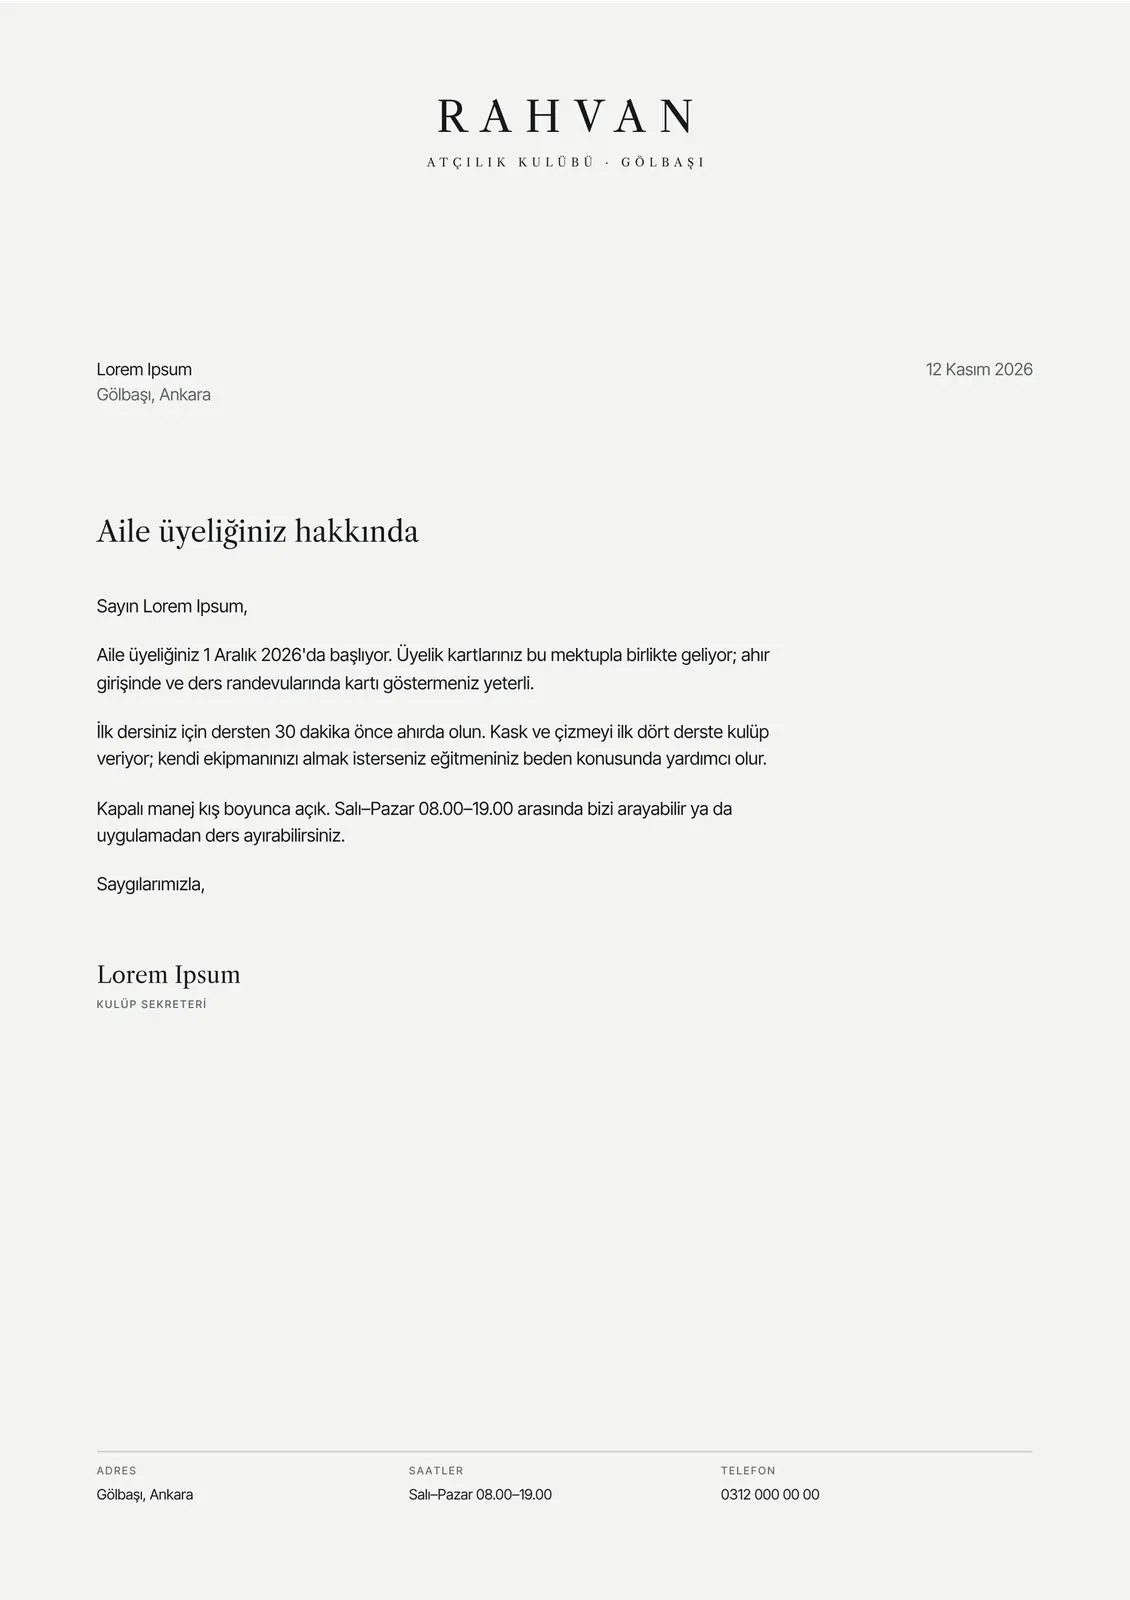 RAHVAN
ATÇILIK KULÜBÜ · GÖLBAŞI
Lorem Ipsum
12 Kasım 2026
Gölbaşı, Ankara
Aile üyeliğiniz hakkında
Sayın Lorem Ipsum,
Aile üyeliğiniz 1 Aralık 2026'da başlıyor. Üyelik kartlarınız bu mektupla birlikte geliyor; ahır
girişinde ve ders randevularında kartı göstermeniz yeterli.
İlk dersiniz için dersten 30 dakika önce ahırda olun. Kask ve çizmeyi ilk dört derste kulüp
veriyor; kendi ekipmanınızı almak isterseniz eğitmeniniz beden konusunda yardımcı olur.
Kapalı manej kış boyunca açık. Salı–Pazar 08.00–19.00 arasında bizi arayabilir ya da
uygulamadan ders ayırabilirsiniz.
Saygılarımızla,
Lorem Ipsum
KULÜP SEKRETERİ
ADRES
Gölbaşı, Ankara
SAATLER
Salı–Pazar 08.00–19.00
TELEFON
0312 000 00 00